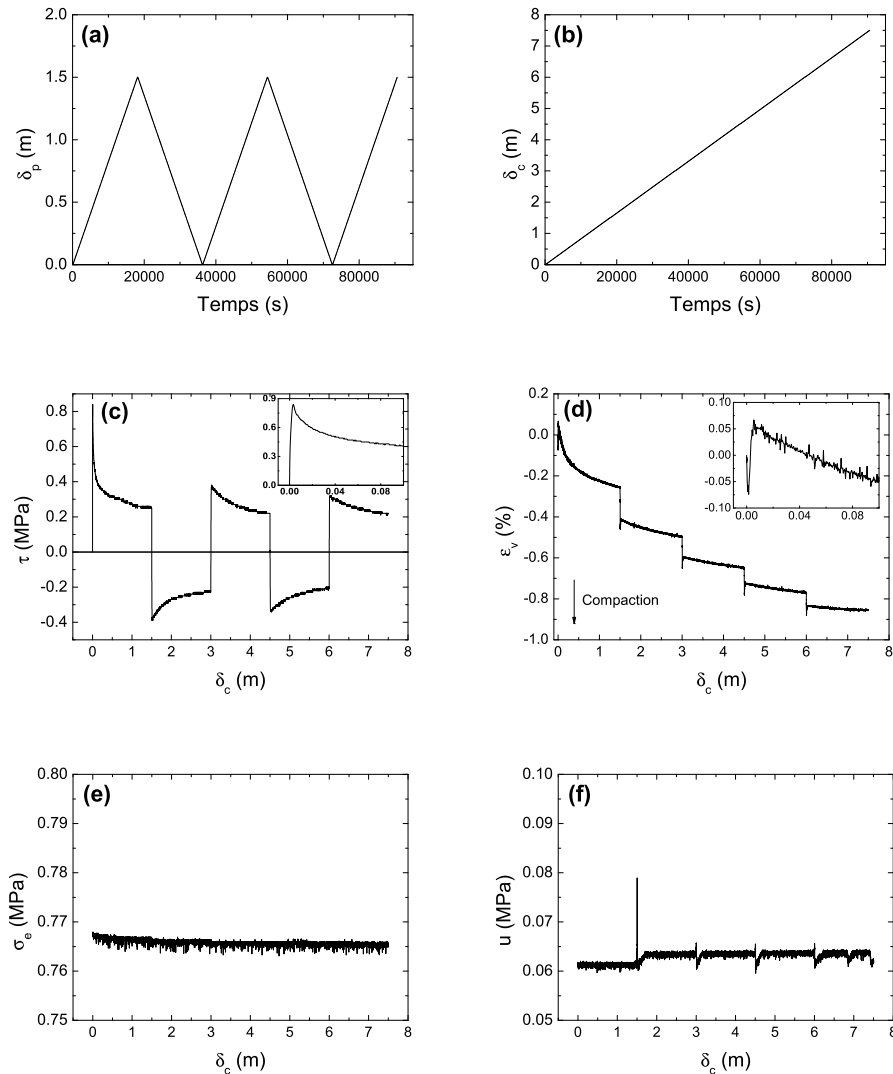 (a)
2.0
1.5
1.0
0.5
0.0
δp (m)
0 20000 40000 60000 80000
Temps (s)
(b)
8
7
6
5
4
3
2
1
0
δc (m)
0 20000 40000 60000 80000
Temps (s)
(c)
0.8
0.6
0.4
0.2
0.0
-0.2
-0.4
τ (MPa)
0.9
0.6
0.3
0.0
0.00 0.04 0.08
0 1 2 3 4 5 6 7 8
δc (m)
(d)
0.2
0.0
-0.2
-0.4
-0.6
-0.8
-1.0
εv (%)
0.10
0.05
0.00
-0.05
-0.10
0.00 0.04 0.08
Compaction
0 1 2 3 4 5 6 7 8
δc (m)
(e)
0.80
0.79
0.78
0.77
0.76
0.75
σe (MPa)
0 1 2 3 4 5 6 7 8
δc (m)
(f)
0.10
0.09
0.08
0.07
0.06
0.05
u (MPa)
0 1 2 3 4 5 6 7 8
δc (m)